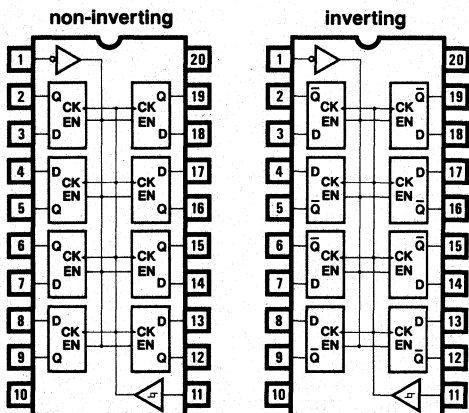 non-inverting
1 20
2 Q CK CK Q 19
3 D EN EN D 18
4 D CK CK D 17
5 Q EN EN Q 16
6 Q CK CK Q 15
7 D EN EN D 14
8 D CK CK D 13
9 Q EN EN Q 12
10 11
inverting
1 20
2 Q̅ CK CK Q̅ 19
3 D EN EN D 18
4 D CK CK D 17
5 Q̅ EN EN Q̅ 16
6 Q̅ CK CK Q̅ 15
7 D EN EN D 14
8 D CK CK D 13
9 Q̅ EN EN Q̅ 12
10 11